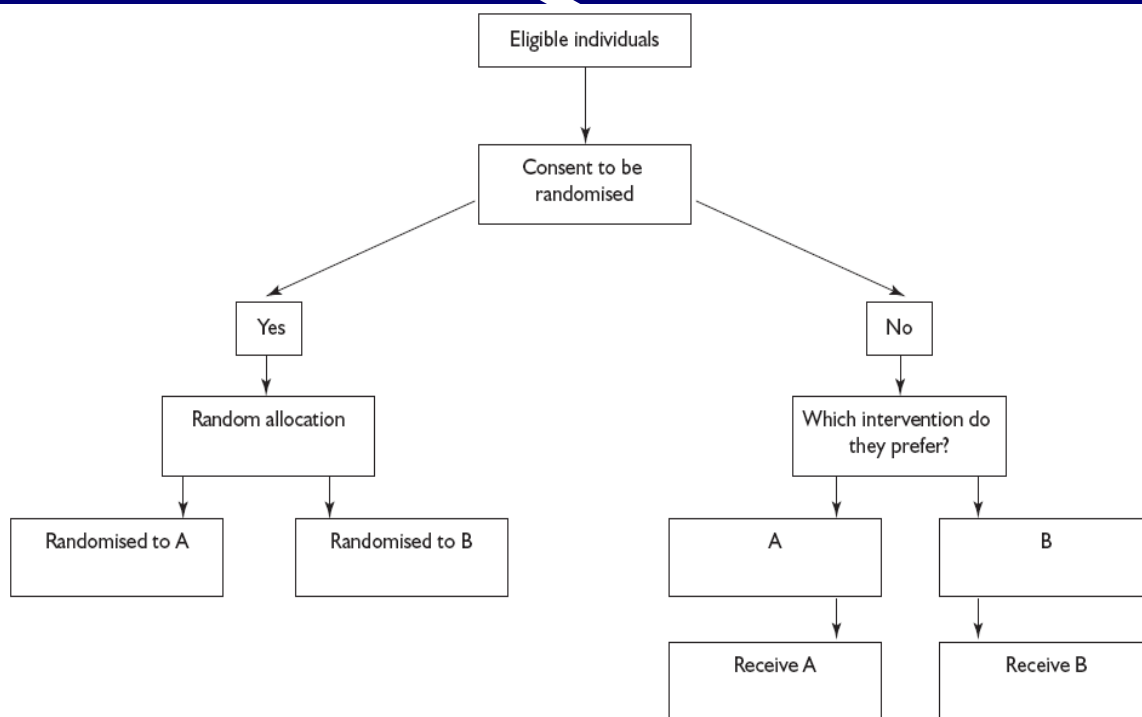 Eligible individuals
Consent to be
randomised
Yes
No
Random allocation
Which intervention do
they prefer?
Randomised to A
Randomised to B
A
B
Receive A
Receive B